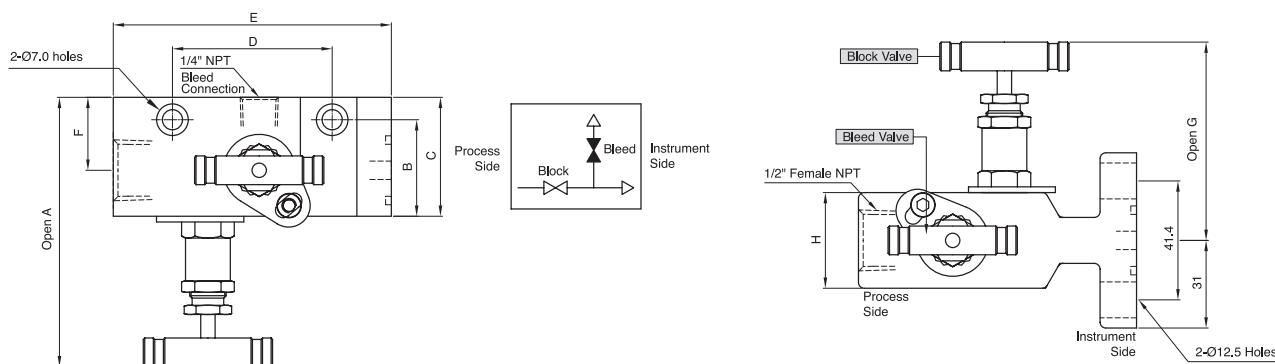 E
D
2-Ø7.0 holes
1/4" NPT
Bleed
Connection
F
B
C
Open A
Process
Side
Block
Bleed
Instrument
Side
Block Valve
Bleed Valve
1/2" Female NPT
Open G
H
41.4
31
Process
Side
Instrument
Side
2-Ø12.5 Holes